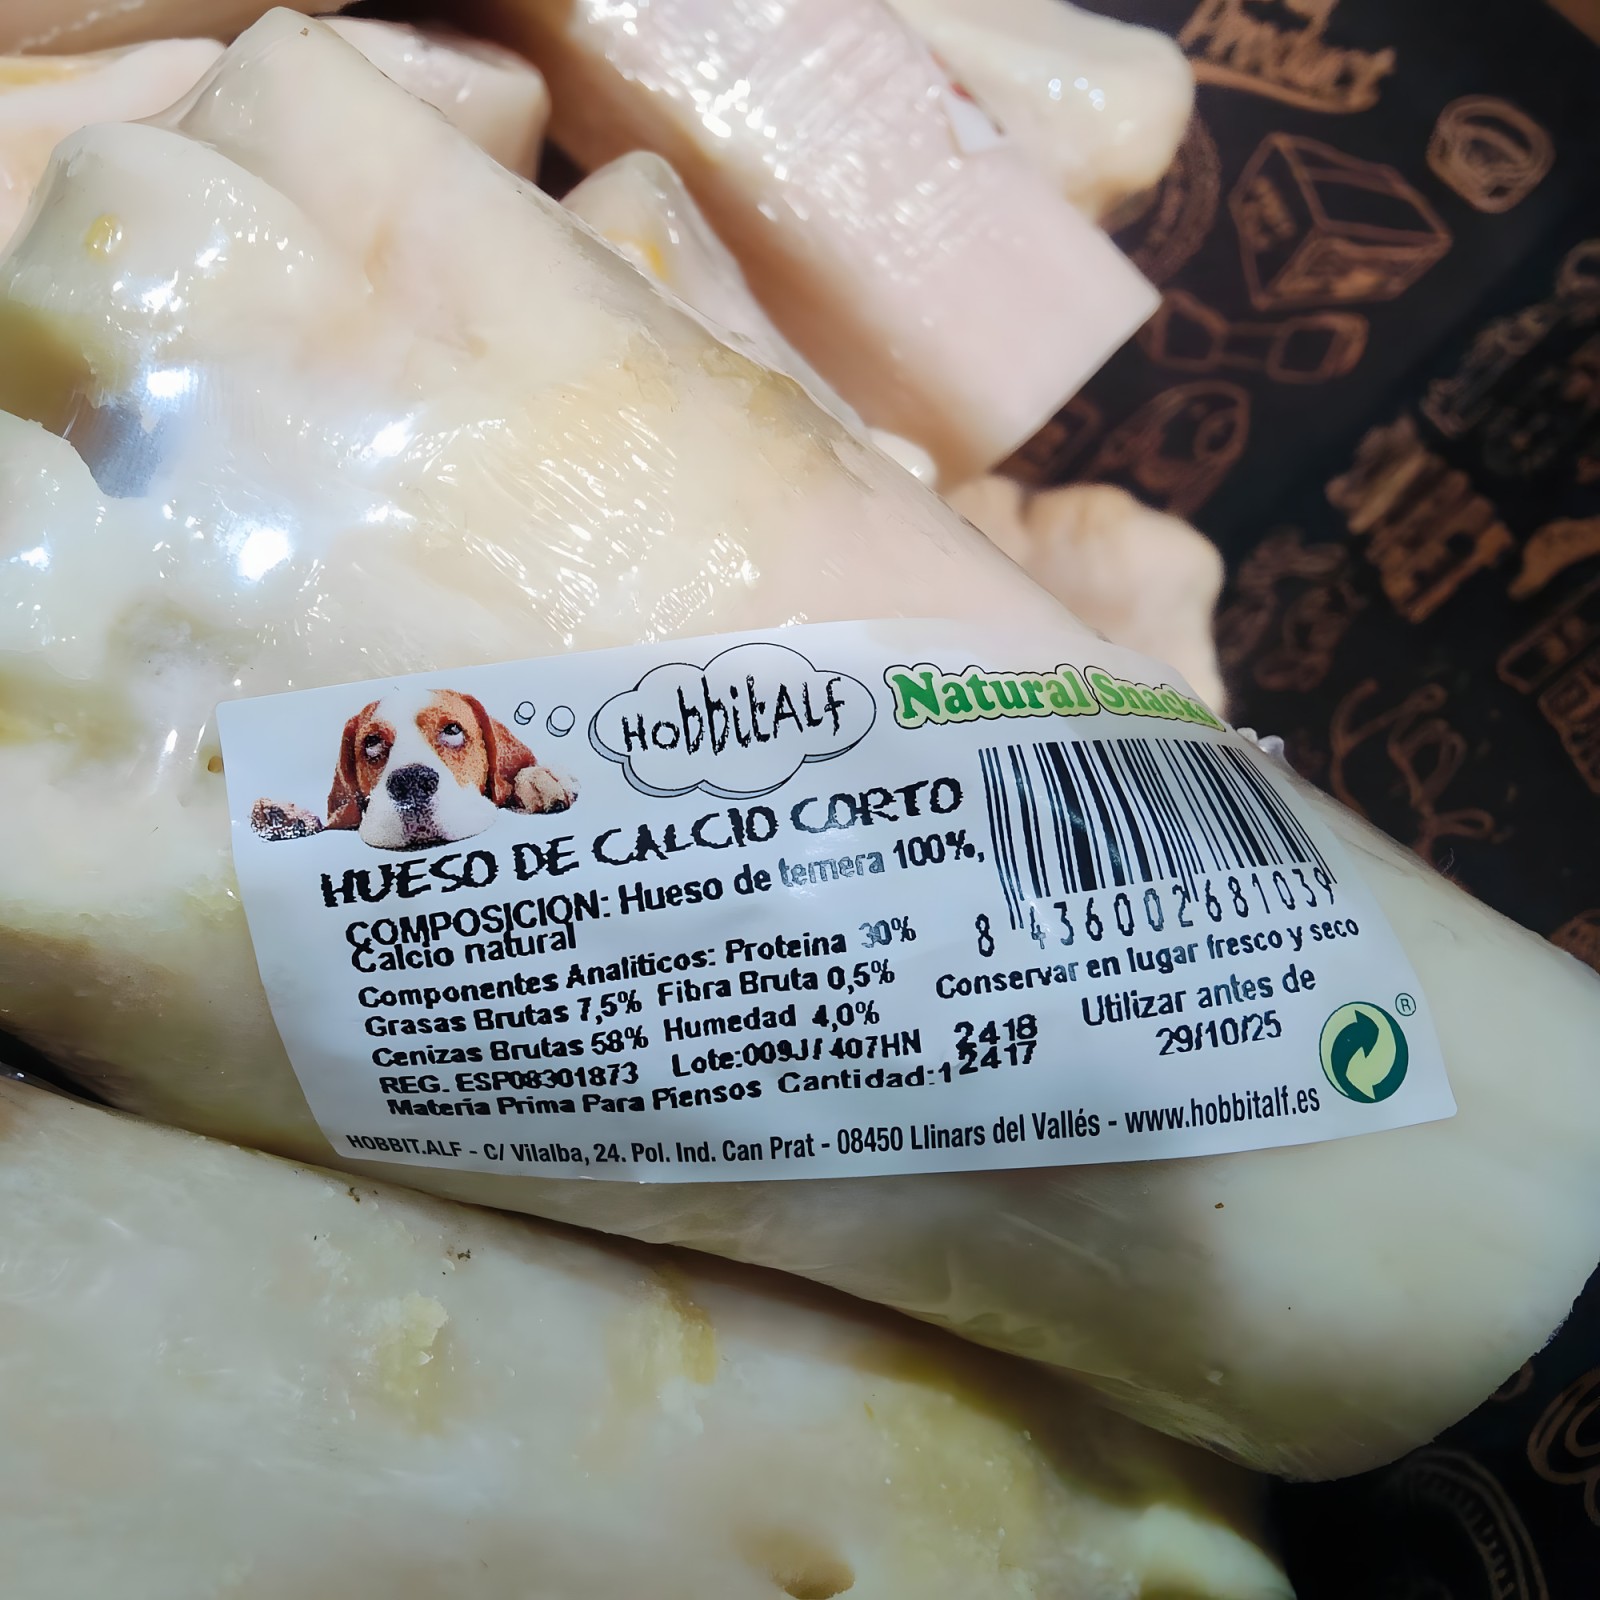 Product
HobbitAlf
Natural Snacks
HUESO DE CALCIO CORTO
COMPOSICION: Hueso de ternera 100%,
Calcio natural
Componentes Analiticos: Proteina 30%
Grasas Brutas 7,5% Fibra Bruta 0,5%
Cenizas Brutas 58% Humedad 4,0%
REG. ESP08301873 Lote:009J/407HN 2418
2417
Materia Prima Para Piensos Cantidad:1
8 436002 681039
Conservar en lugar fresco y seco
Utilizar antes de
29/10/25
®
HOBBIT.ALF - C/ Vilalba, 24. Pol. Ind. Can Prat - 08450 Llinars del Vallés - www.hobbitalf.es